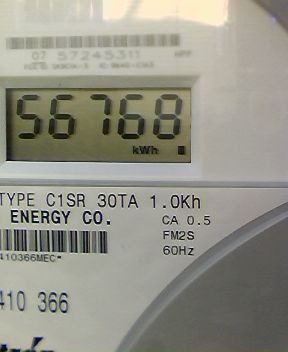 07 57245311
56768
kWh
TYPE C1SR 30TA 1.0Kh
ENERGY CO.
CA 0.5
FM2S
60Hz
410366MEC*
410 366